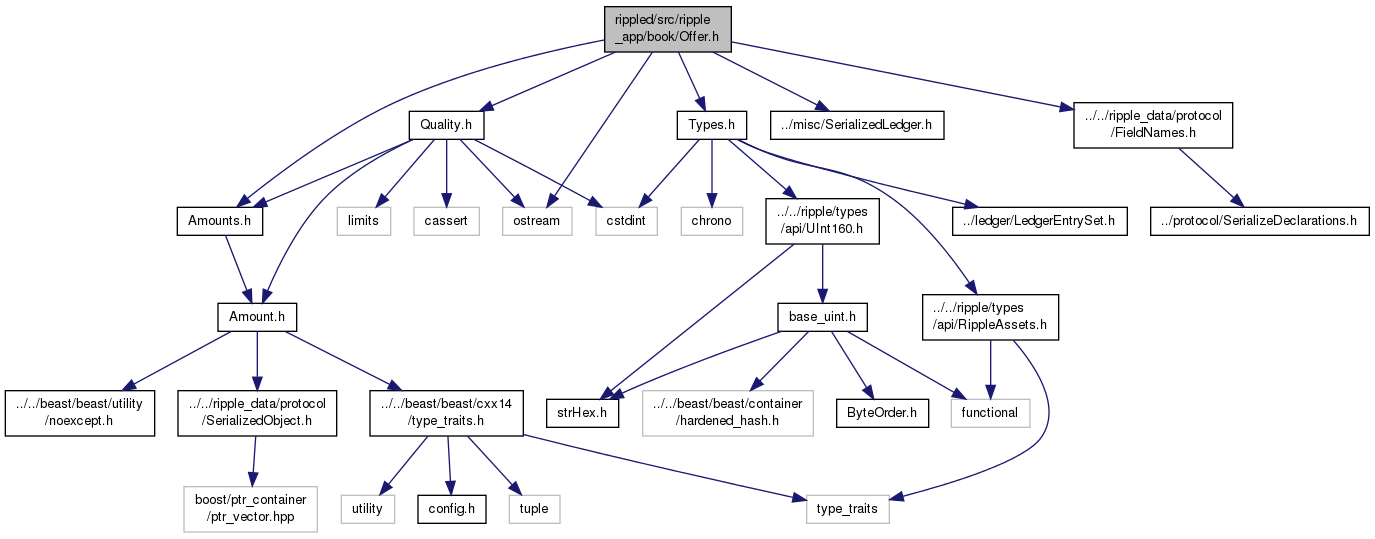 rippled/src/ripple
_app/book/Offer.h
Quality.h
Types.h
../misc/SerializedLedger.h
../../ripple_data/protocol
/FieldNames.h
Amounts.h
limits
cassert
ostream
cstdint
chrono
../../ripple/types
/api/UInt160.h
../ledger/LedgerEntrySet.h
../protocol/SerializeDeclarations.h
Amount.h
base_uint.h
../../ripple/types
/api/RippleAssets.h
../../beast/beast/utility
/noexcept.h
../../ripple_data/protocol
/SerializedObject.h
../../beast/beast/cxx14
/type_traits.h
strHex.h
../../beast/beast/container
/hardened_hash.h
ByteOrder.h
functional
boost/ptr_container
/ptr_vector.hpp
utility
config.h
tuple
type_traits